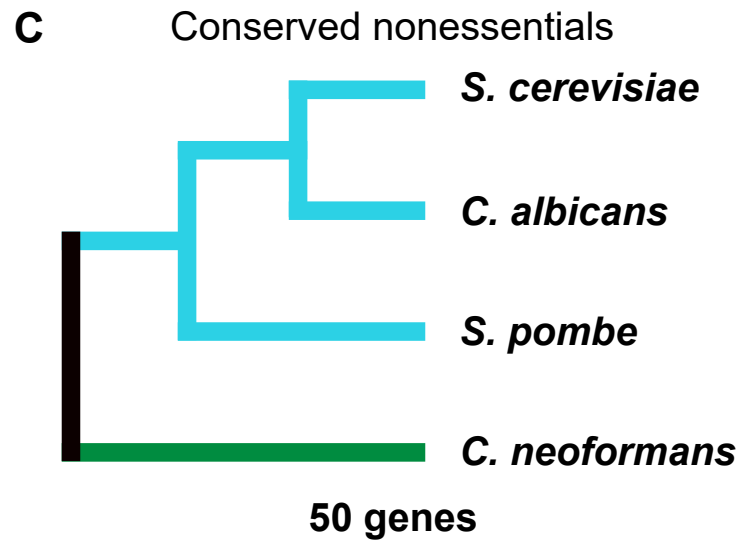 C
Conserved nonessentials
S. cerevisiae
C. albicans
S. pombe
C. neoformans
50 genes